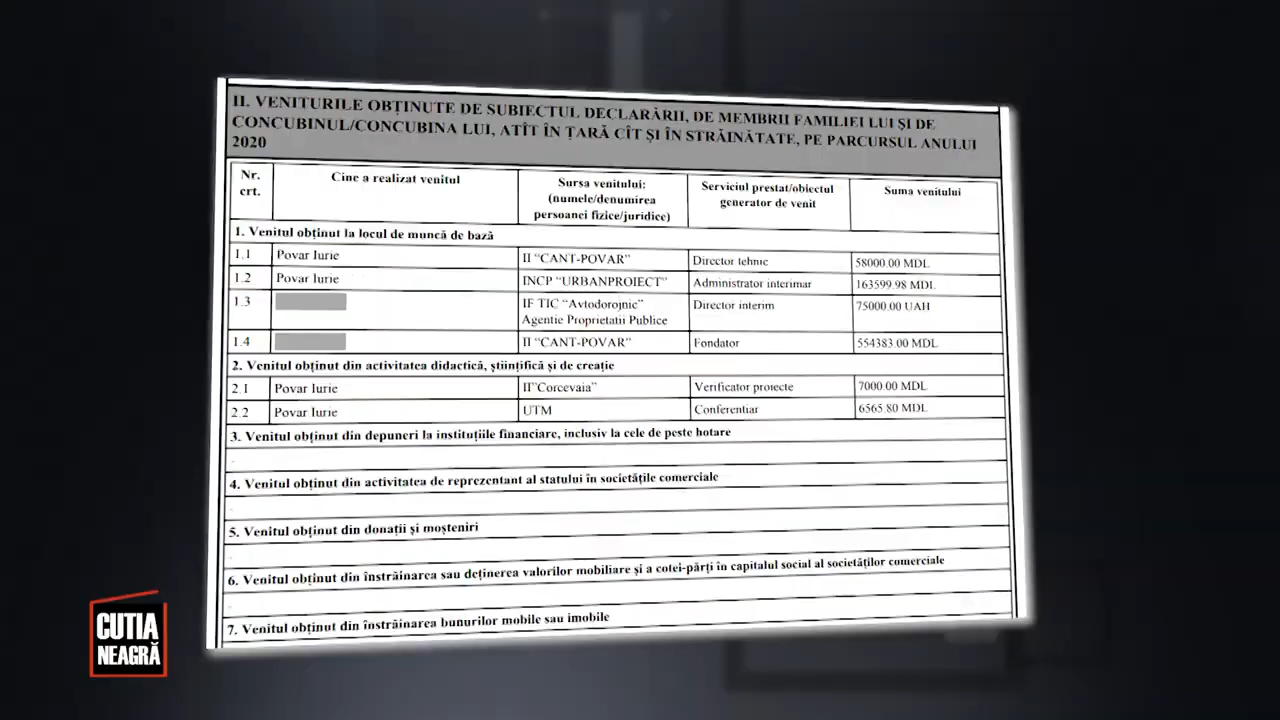 II. VENITURILE OBȚINUTE DE SUBIECTUL DECLARĂRII, DE MEMBRII FAMILIEI LUI ȘI DE
CONCUBINUL/CONCUBINA LUI, ATÎT ÎN ȚARĂ CÎT ȘI ÎN STRĂINĂTATE, PE PARCURSUL ANULUI
2020
Nr. crt.
Cine a realizat venitul
Sursa venitului:
(numele/denumirea
persoanei fizice/juridice)
Serviciul prestat/obiectul
generator de venit
Suma venitului
1. Venitul obținut la locul de muncă de bază
1.1 Povar Iurie II “CANT-POVAR” Director tehnic 58000.00 MDL
1.2 Povar Iurie INCP “URBANPROIECT” Administrator interimar 163599.98 MDL
1.3 IF TIC “Avtodorojnic” Director interim 75000.00 UAH
Agentie Proprietatii Publice
1.4 II “CANT-POVAR” Fondator 554383.00 MDL
2. Venitul obținut din activitatea didactică, științifică și de creație
2.1 Povar Iurie II"Corcevaia" Verificator proiecte 7000.00 MDL
2.2 Povar Iurie UTM Conferentiar 6565.80 MDL
3. Venitul obținut din depuneri la instituțiile financiare, inclusiv la cele de peste hotare
4. Venitul obținut din activitatea de reprezentant al statului în societățile comerciale
5. Venitul obținut din donații și moșteniri
6. Venitul obținut din înstrăinarea sau deținerea valorilor mobiliare și a cotei-părți în capitalul social al societăților comerciale
7. Venitul obținut din înstrăinarea bunurilor mobile sau imobile
CUTIA
NEAGRĂ